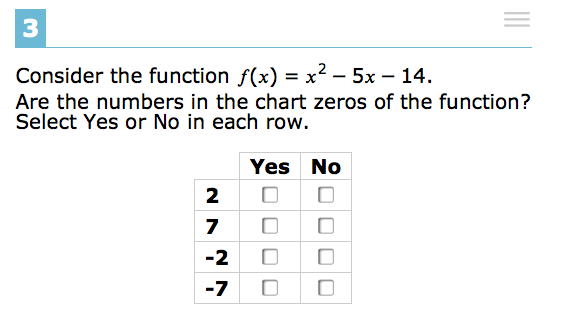 3
Consider the function f(x) = x² – 5x – 14.
Are the numbers in the chart zeros of the function?
Select Yes or No in each row.
Yes No
2
7
-2
-7